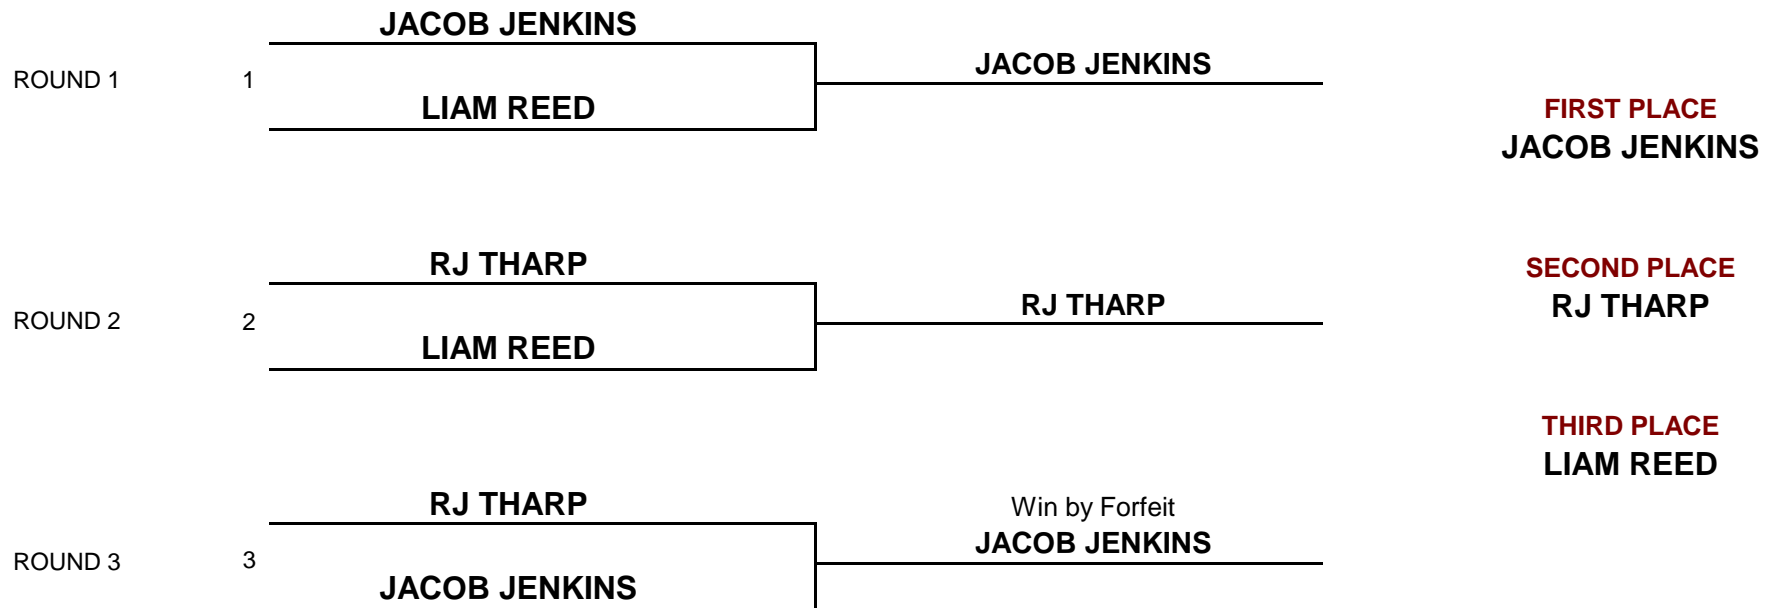 JACOB JENKINS
ROUND 1 1 JACOB JENKINS
LIAM REED
FIRST PLACE
JACOB JENKINS
RJ THARP
ROUND 2 2 RJ THARP
LIAM REED
SECOND PLACE
RJ THARP
THIRD PLACE
LIAM REED
RJ THARP
Win by Forfeit
ROUND 3 3 JACOB JENKINS
JACOB JENKINS